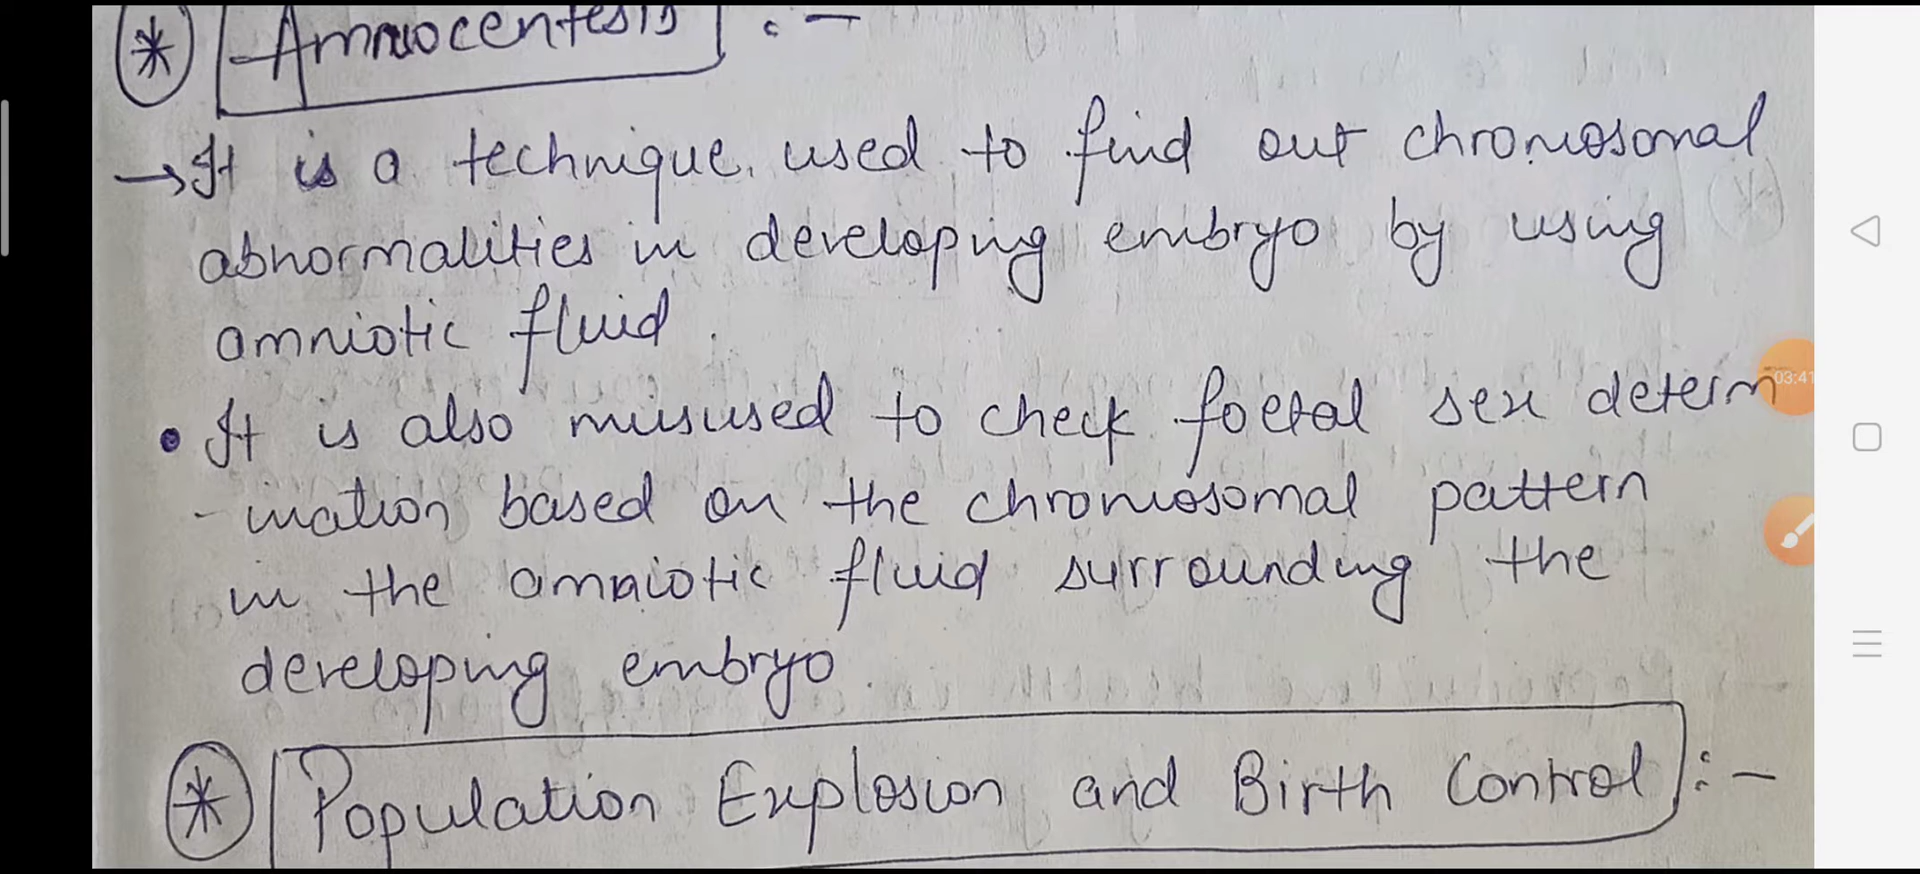 * Amniocentesis :-
→ It is a technique used to find out chromosomal
abnormalities in developing embryo by using
amniotic fluid.
• It is also misused to check foetal sex determ
- ination based on the chromosomal pattern
in the amniotic fluid surrounding the
developing embryo.
* Population Explosion and Birth Control :-
03:41